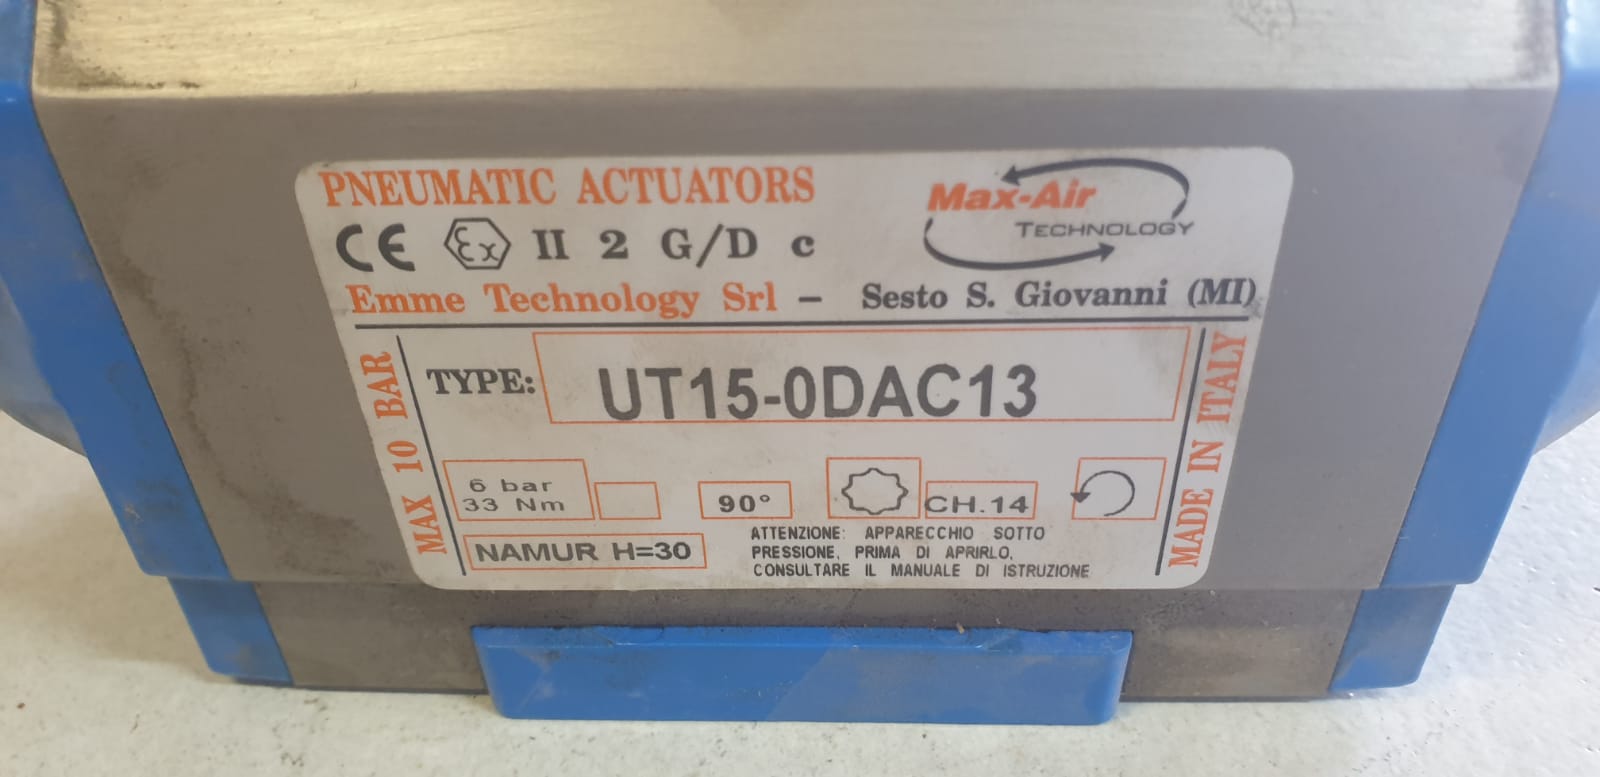 PNEUMATIC ACTUATORS
Max-Air
TECHNOLOGY
CE Ex II 2 G/D c
Emme Technology Srl - Sesto S. Giovanni (MI)
MAX 10 BAR
TYPE: UT15-0DAC13
MADE IN ITALY
6 bar
33 Nm
90°
CH.14
NAMUR H=30
ATTENZIONE: APPARECCHIO SOTTO
PRESSIONE, PRIMA DI APRIRLO,
CONSULTARE IL MANUALE DI ISTRUZIONE